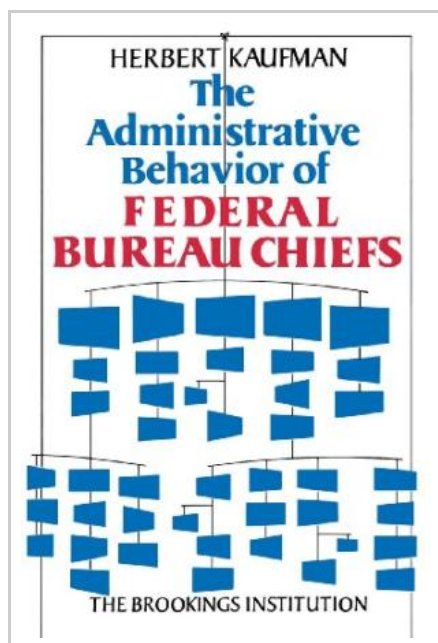 HERBERT KAUFMAN
The
Administrative
Behavior of
FEDERAL
BUREAU CHIEFS
THE BROOKINGS INSTITUTION